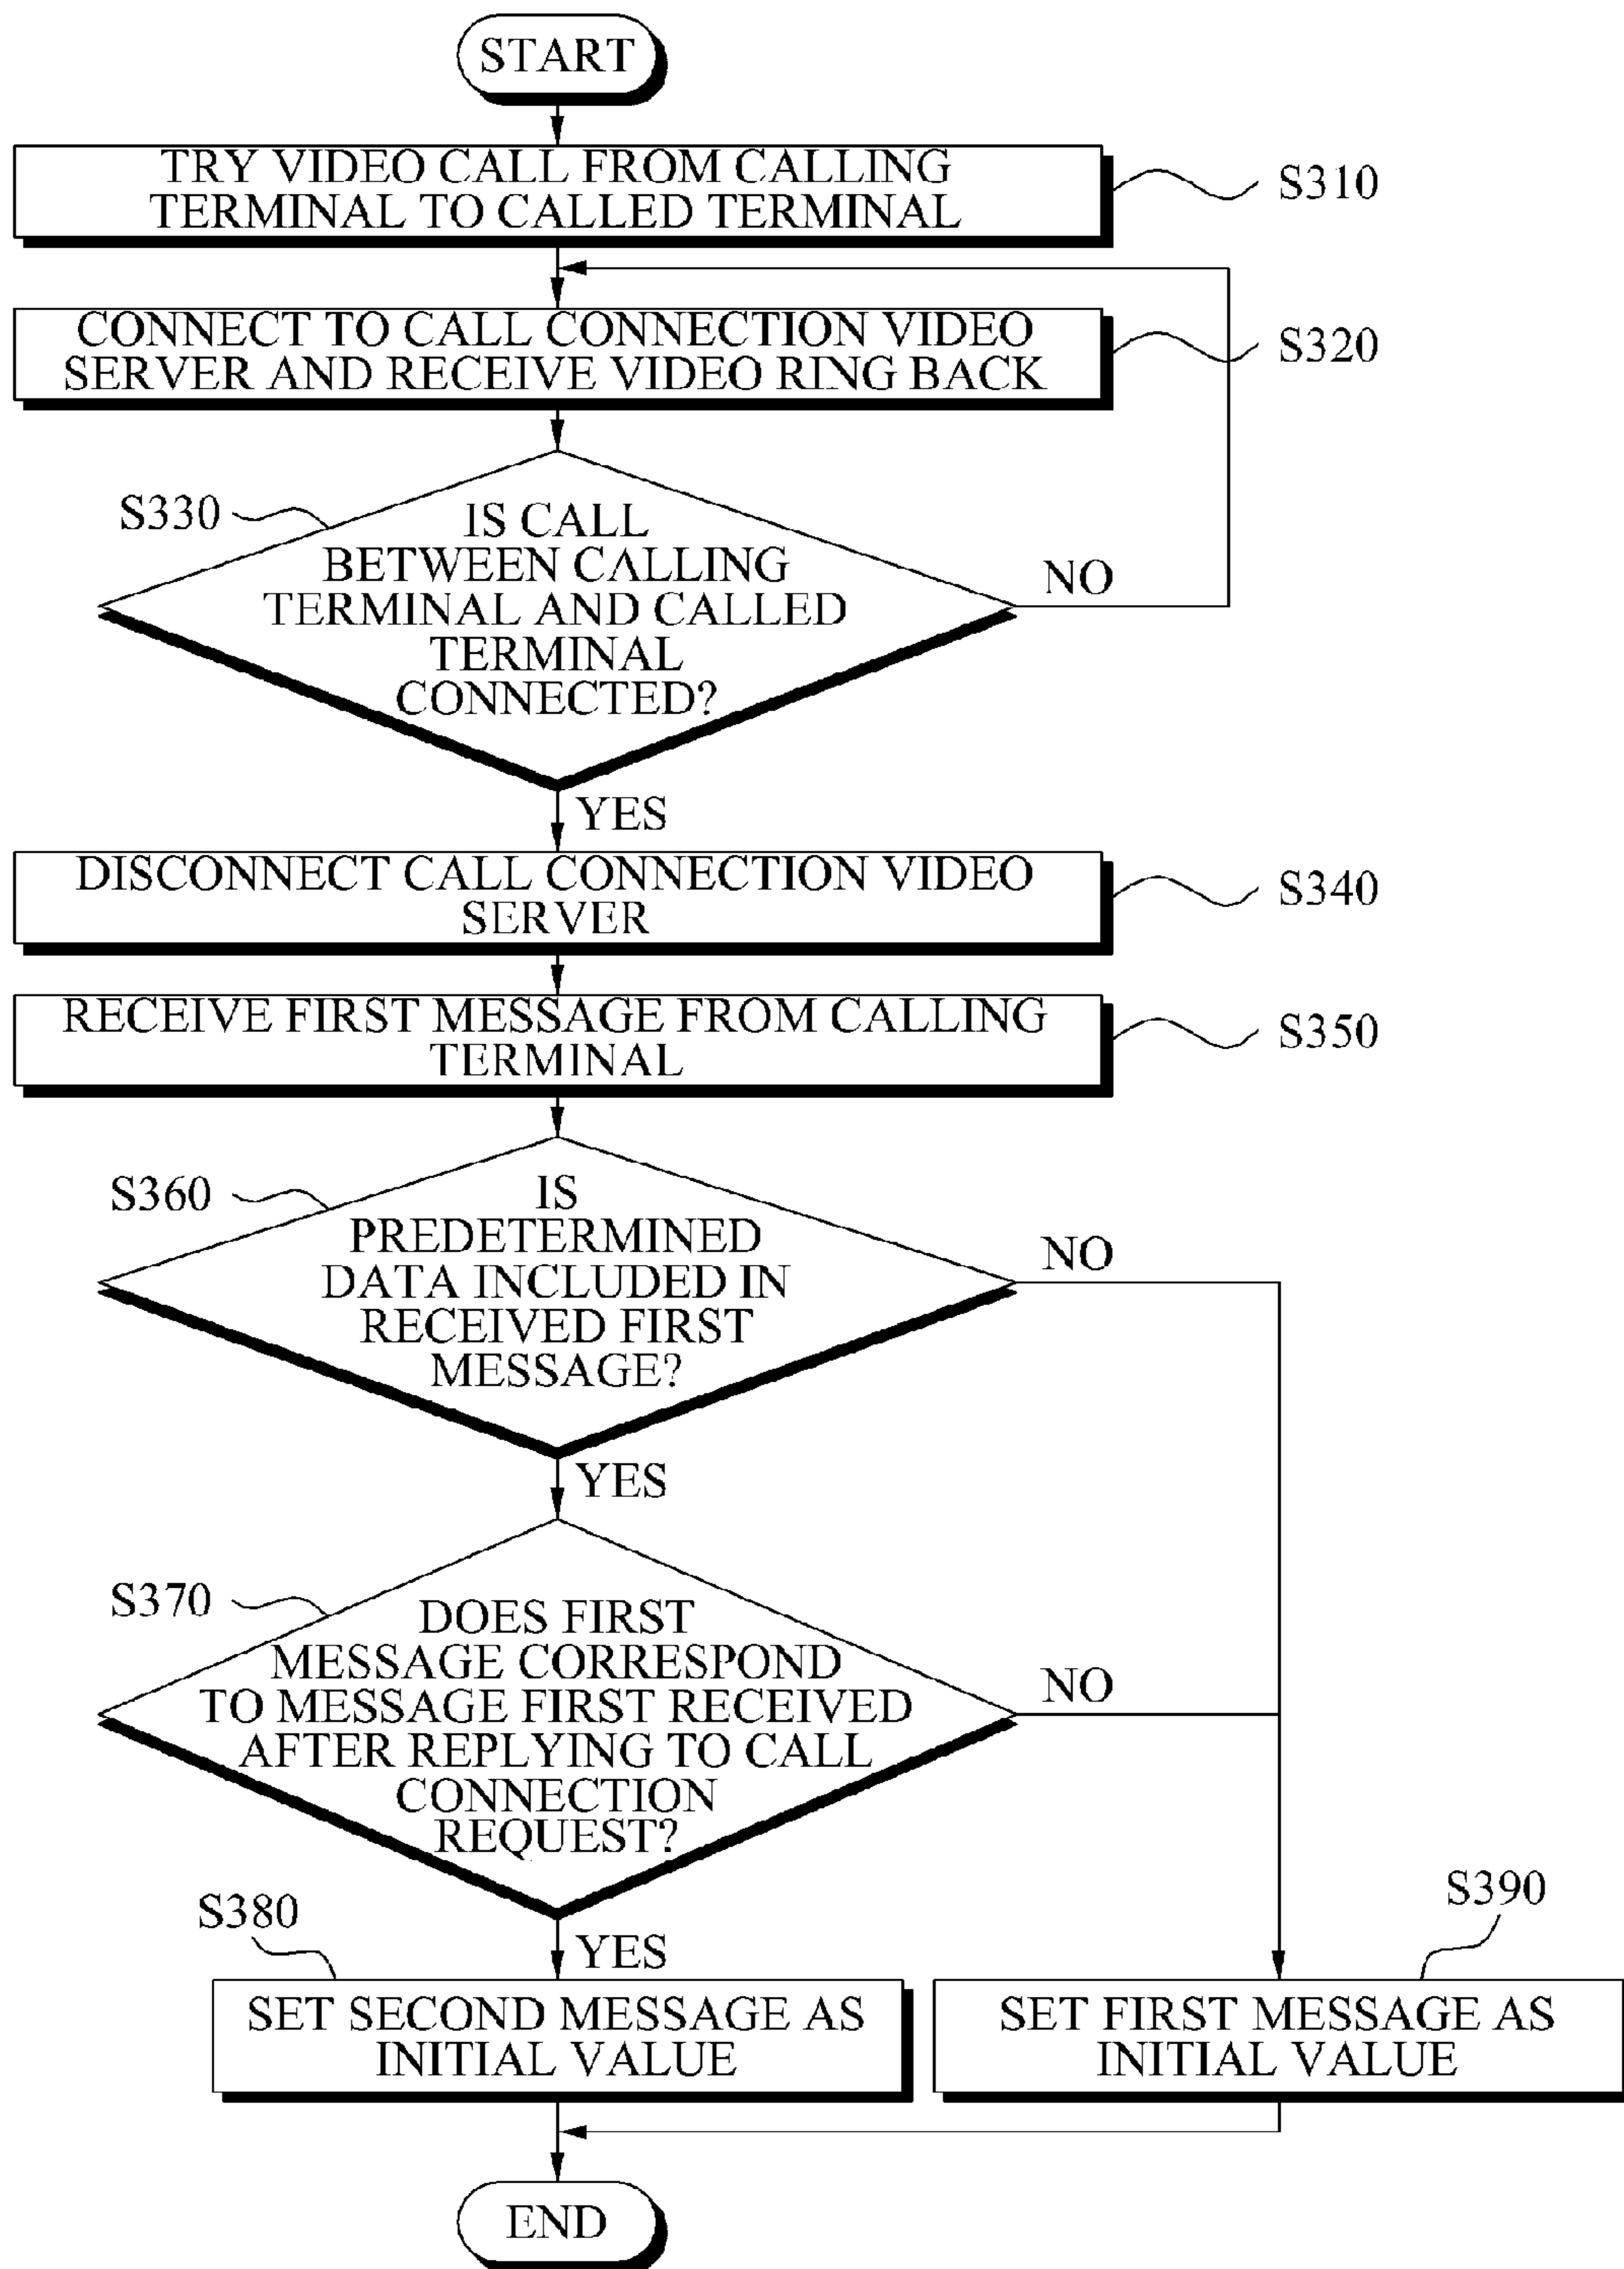 START
TRY VIDEO CALL FROM CALLING
TERMINAL TO CALLED TERMINAL
S310
CONNECT TO CALL CONNECTION VIDEO
SERVER AND RECEIVE VIDEO RING BACK
S320
S330
IS CALL
BETWEEN CALLING
TERMINAL AND CALLED
TERMINAL
CONNECTED?
NO
YES
DISCONNECT CALL CONNECTION VIDEO
SERVER
S340
RECEIVE FIRST MESSAGE FROM CALLING
TERMINAL
S350
S360
IS
PREDETERMINED
DATA INCLUDED IN
RECEIVED FIRST
MESSAGE?
NO
YES
S370
DOES FIRST
MESSAGE CORRESPOND
TO MESSAGE FIRST RECEIVED
AFTER REPLYING TO CALL
CONNECTION
REQUEST?
NO
YES
S380
SET SECOND MESSAGE AS
INITIAL VALUE
S390
SET FIRST MESSAGE AS
INITIAL VALUE
END